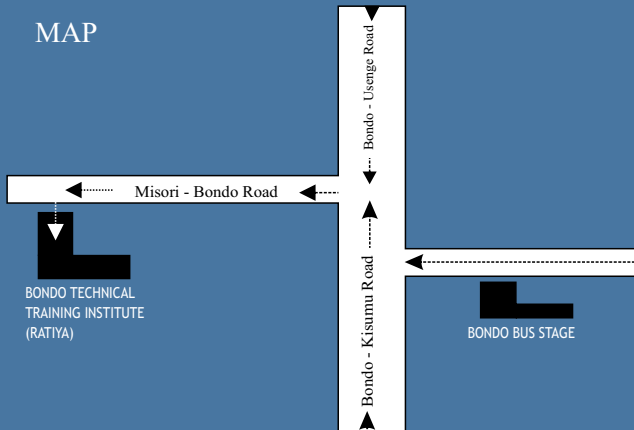 MAP
Bondo - Usenge Road
Misori - Bondo Road
Bondo - Kisumu Road
BONDO TECHNICAL
TRAINING INSTITUTE
(RATIYA)
BONDO BUS STAGE